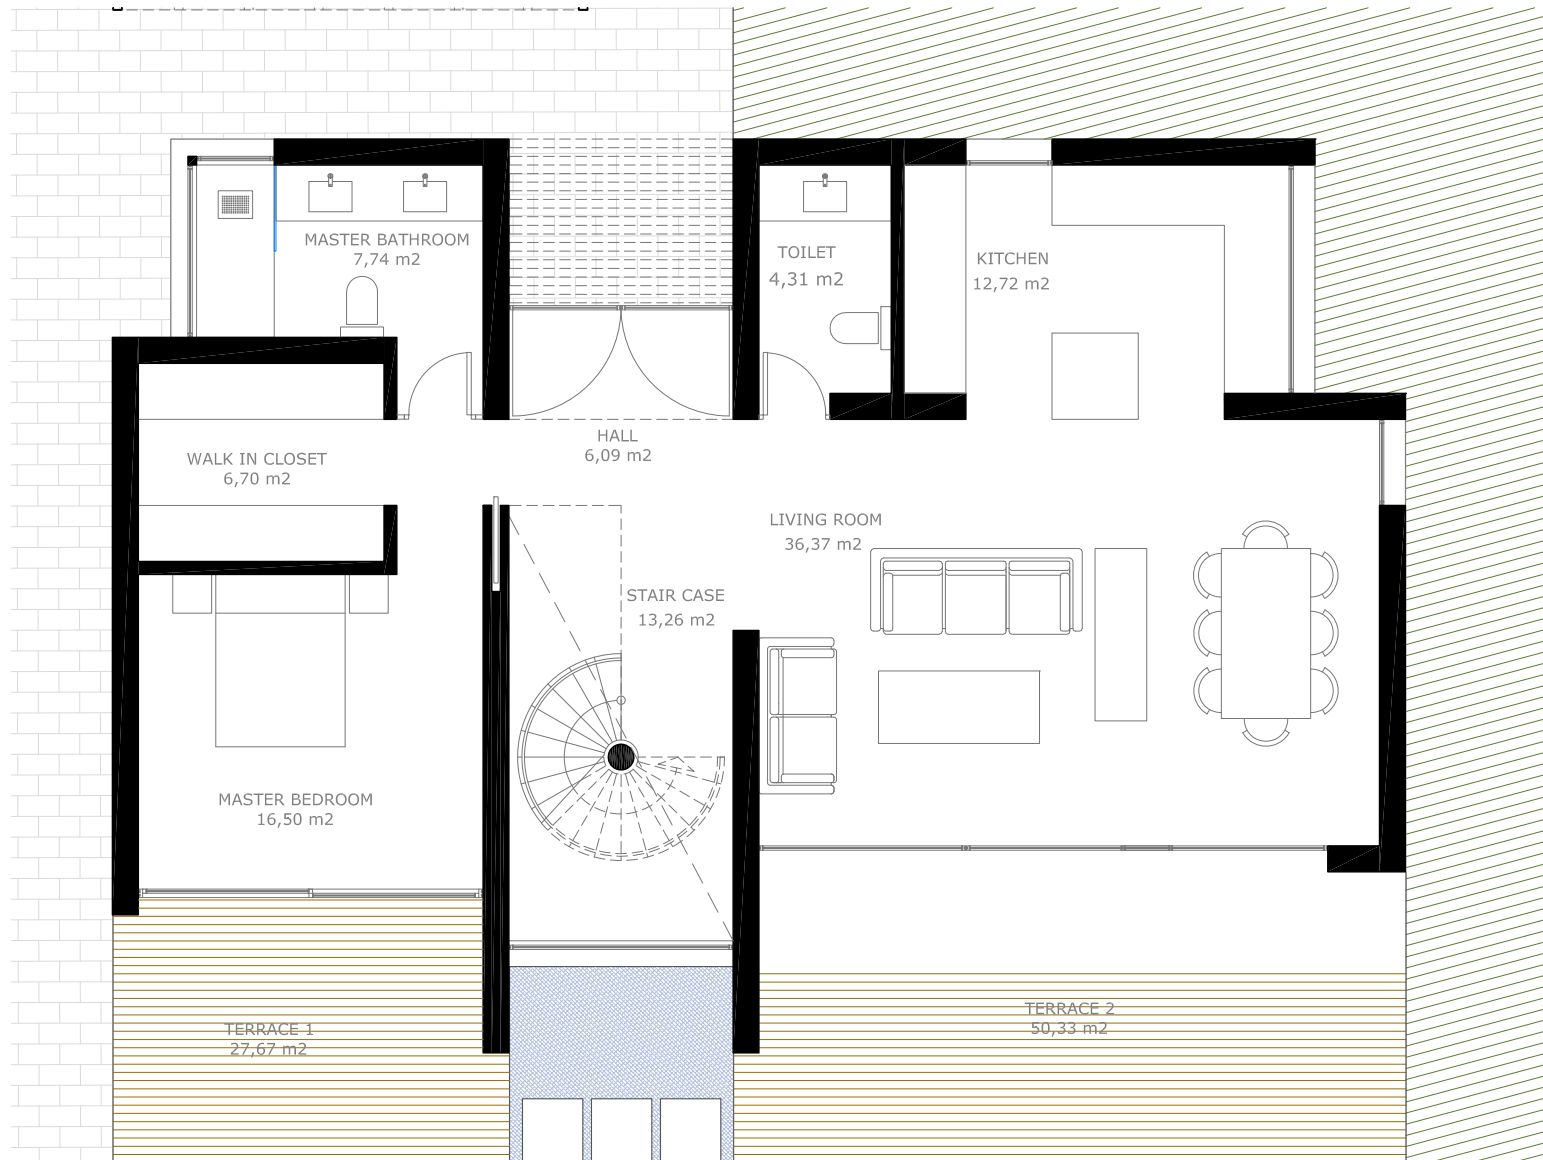 MASTER BATHROOM
7,74 m2
TOILET
4,31 m2
KITCHEN
12,72 m2
HALL
6,09 m2
WALK IN CLOSET
6,70 m2
LIVING ROOM
36,37 m2
STAIR CASE
13,26 m2
MASTER BEDROOM
16,50 m2
TERRACE 1
27,67 m2
TERRACE 2
50,33 m2